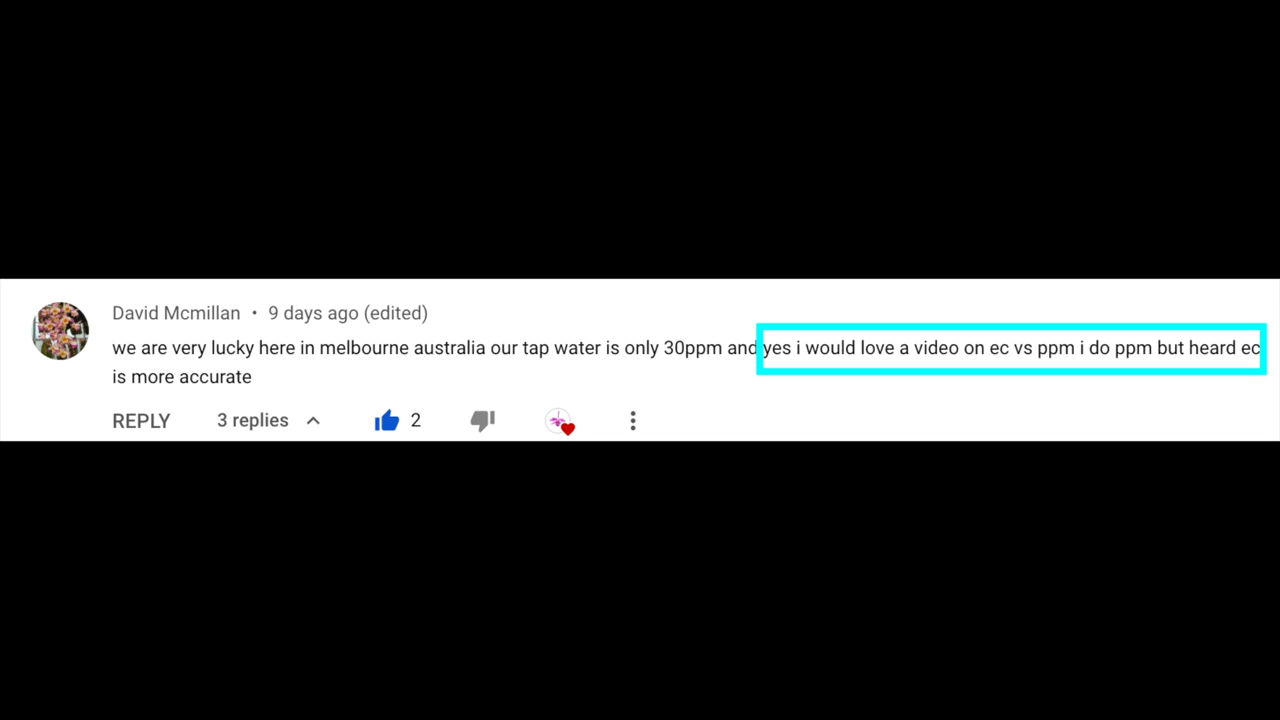 David Mcmillan • 9 days ago (edited)
we are very lucky here in melbourne australia our tap water is only 30ppm and yes i would love a video on ec vs ppm i do ppm but heard ec
is more accurate
REPLY 3 replies 2